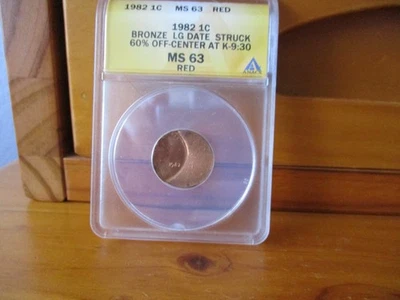 1982 1C MS 63 RED
1982 1C
BRONZE LG DATE STRUCK
60% OFF-CENTER AT K-9:30
MS 63
RED